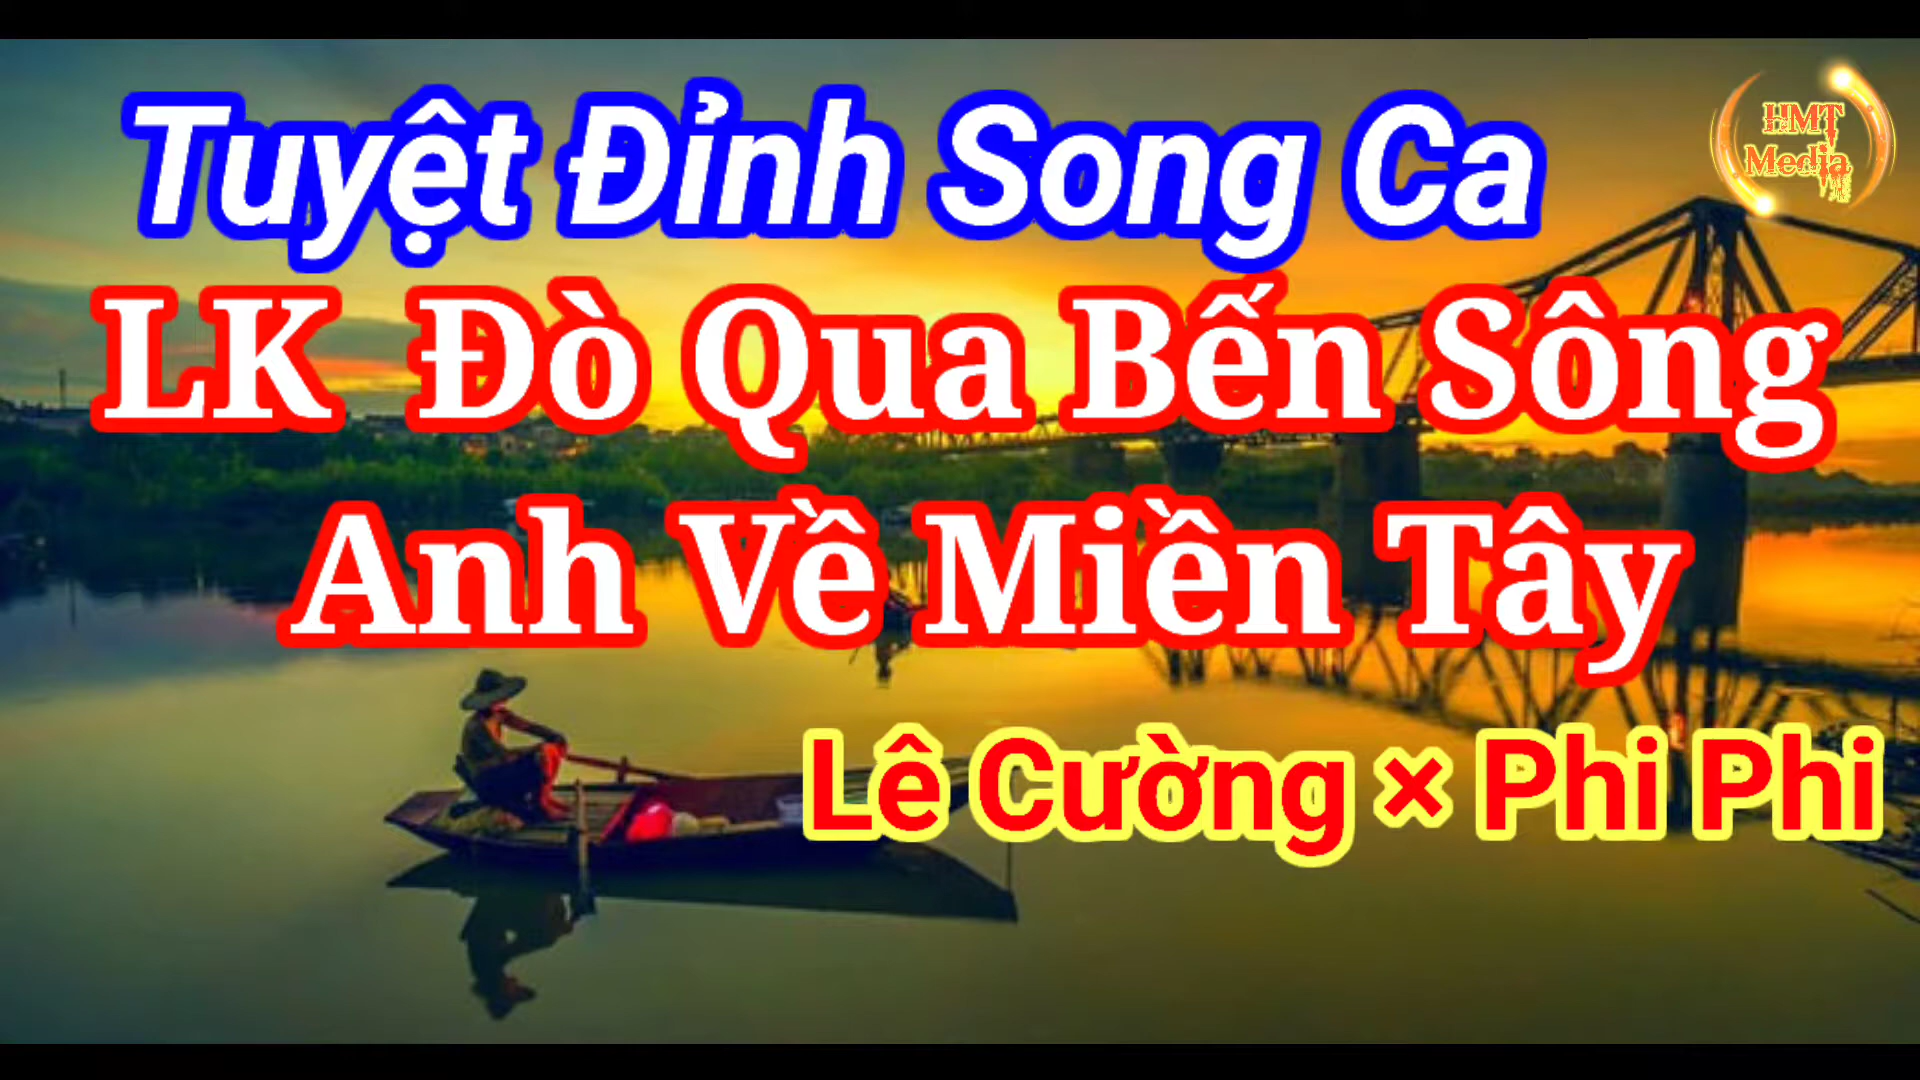 Tuyệt Đỉnh Song Ca
HMT
Media
LK Đò Qua Bến Sông
Anh Về Miền Tây
Lê Cường × Phi Phi